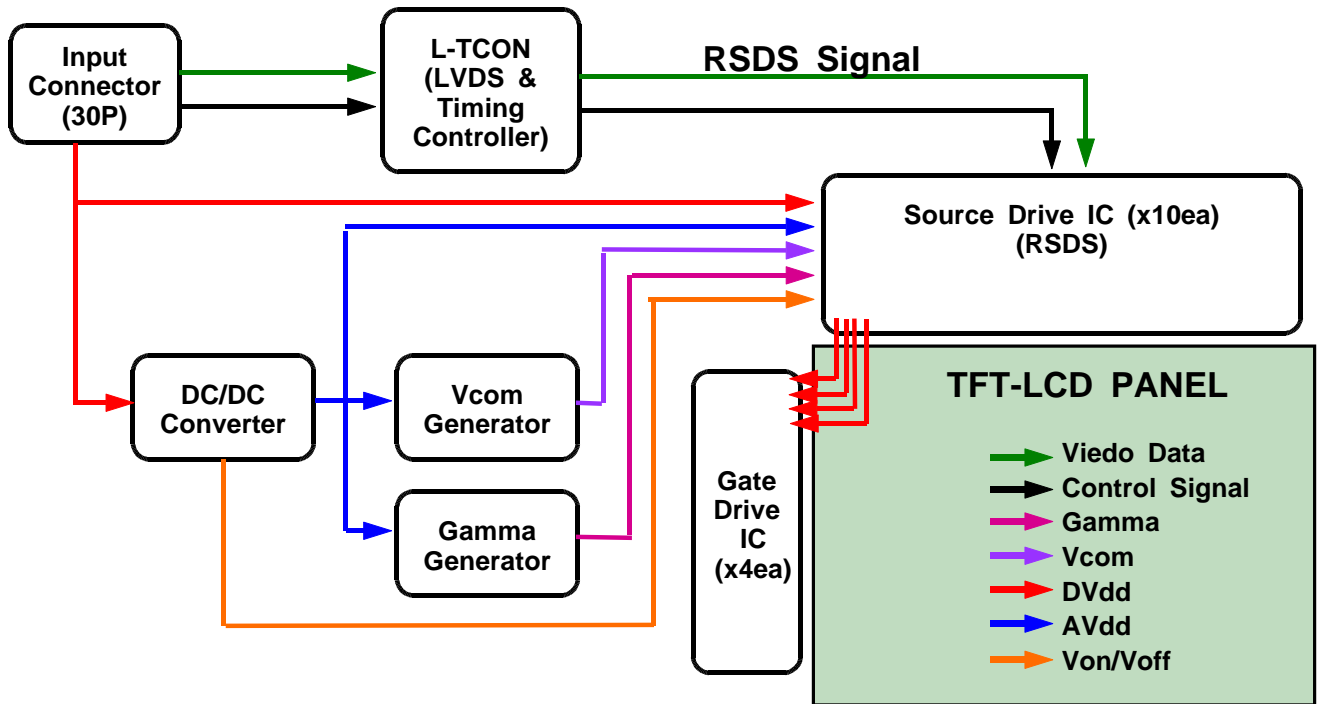 Input
Connector
(30P)
L-TCON
(LVDS &
Timing
Controller)
RSDS Signal
Source Drive IC (x10ea)
(RSDS)
DC/DC
Converter
Vcom
Generator
Gamma
Generator
Gate
Drive
IC
(x4ea)
TFT-LCD PANEL
Viedo Data
Control Signal
Gamma
Vcom
DVdd
AVdd
Von/Voff